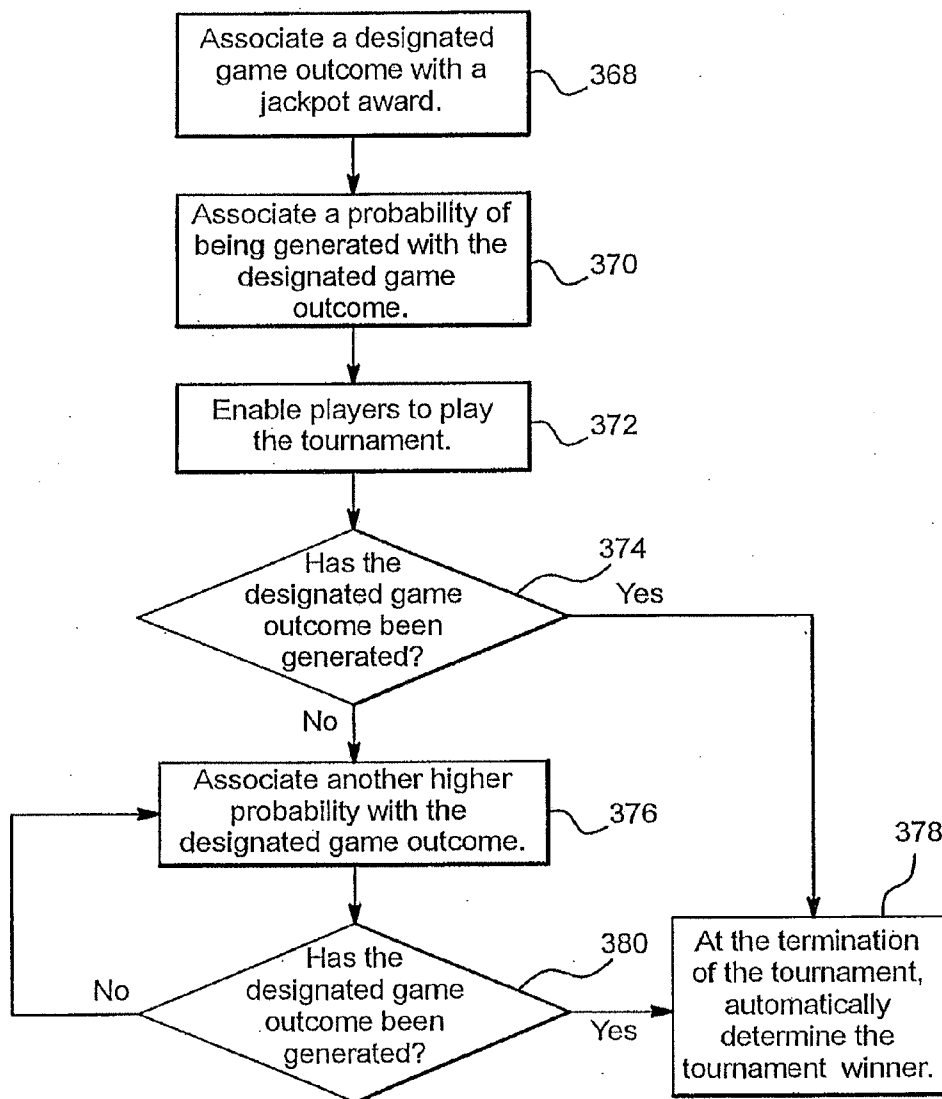 Associate a designated
game outcome with a
jackpot award.
368
Associate a probability of
being generated with the
designated game
outcome.
370
Enable players to play
the tournament.
372
Has the
designated game
outcome been
generated?
374
Yes
No
Associate another higher
probability with the
designated game outcome.
376
378
Has the
designated game
outcome been
generated?
380
No
Yes
At the termination
of the tournament,
automatically
determine the
tournament winner.